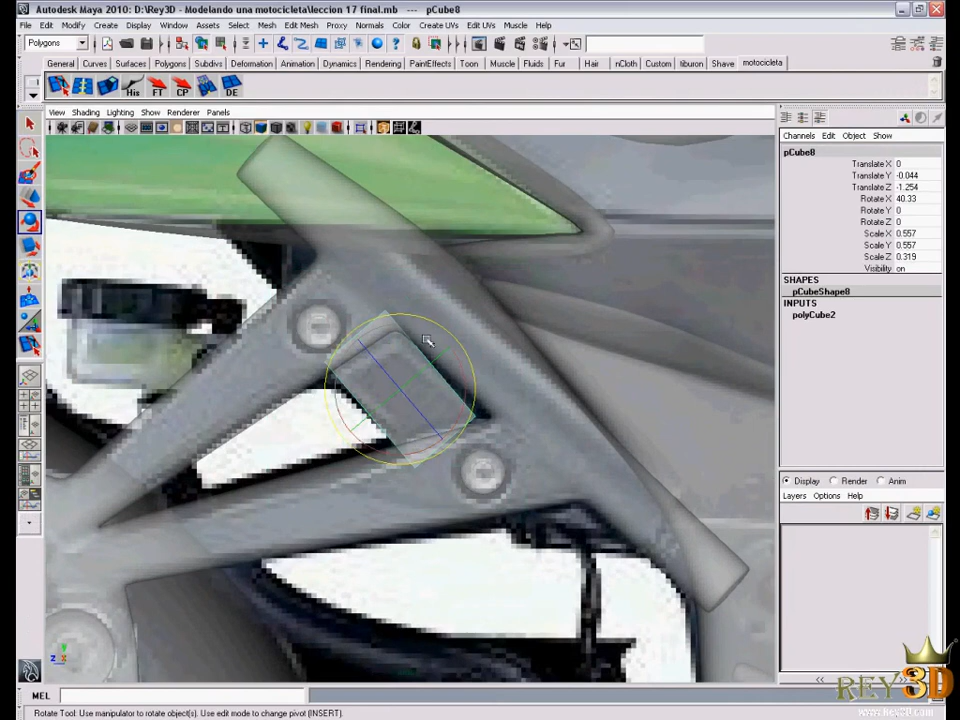 Autodesk Maya 2010: D:\Rey3D - Modelando una motocicleta\leccion 17 final.mb --- pCube8
File Edit Modify Create Display Window Assets Select Mesh Edit Mesh Proxy Normals Color Create UVs Edit UVs Muscle Help
Polygons
General Curves Surfaces Polygons Subdivs Deformation Animation Dynamics Rendering PaintEffects Toon Muscle Fluids Fur Hair nCloth Custom tiburon Shave motocicleta
His FT CP DE
View Shading Lighting Show Renderer Panels
Channels Edit Object Show
pCube8
Translate X 0
Translate Y -0.044
Translate Z -1.254
Rotate X 40.33
Rotate Y 0
Rotate Z 0
Scale X 0.557
Scale Y 0.557
Scale Z 0.319
Visibility on
SHAPES
pCubeShape8
INPUTS
polyCube2
Display Render Anim
Layers Options Help
REY3D
www.Rey3D.com
MEL
Rotate Tool: Use manipulator to rotate object(s). Use edit mode to change pivot (INSERT).